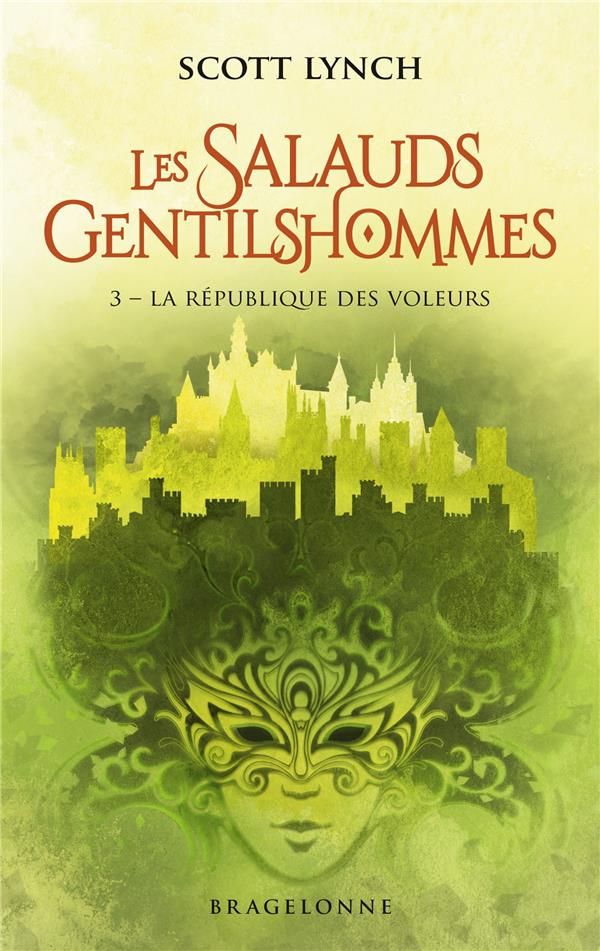 SCOTT LYNCH
LES SALAUDS
GENTILSHOMMES
3 – LA RÉPUBLIQUE DES VOLEURS
BRAGELONNE